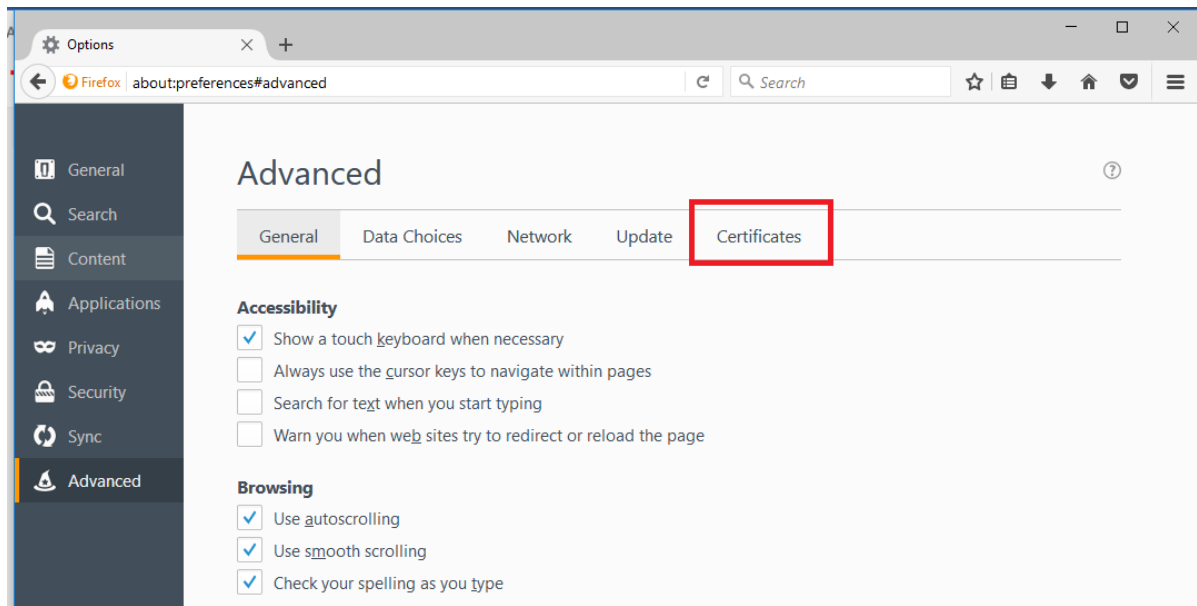 Options
Firefox about:preferences#advanced Search
General
Search
Content
Applications
Privacy
Security
Sync
Advanced
Advanced ?
General Data Choices Network Update Certificates
Accessibility
Show a touch keyboard when necessary
Always use the cursor keys to navigate within pages
Search for text when you start typing
Warn you when web sites try to redirect or reload the page
Browsing
Use autoscrolling
Use smooth scrolling
Check your spelling as you type